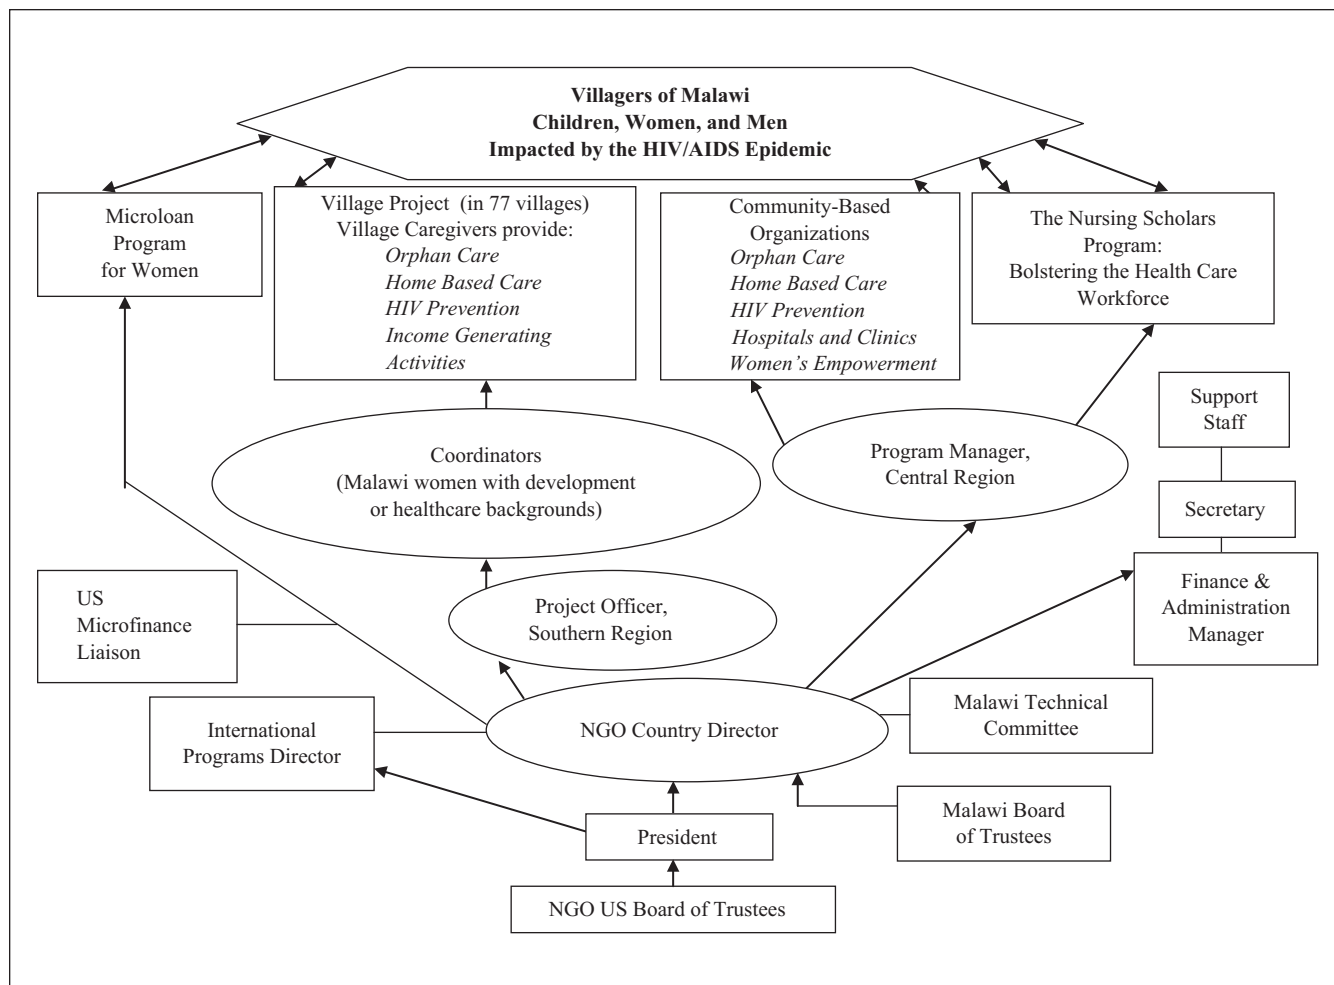 Villagers of Malawi
Children, Women, and Men
Impacted by the HIV/AIDS Epidemic
Microloan
Program
for Women
Village Project (in 77 villages)
Village Caregivers provide:
Orphan Care
Home Based Care
HIV Prevention
Income Generating
Activities
Community-Based
Organizations
Orphan Care
Home Based Care
HIV Prevention
Hospitals and Clinics
Women’s Empowerment
The Nursing Scholars
Program:
Bolstering the Health Care
Workforce
Support
Staff
Coordinators
(Malawi women with development
or healthcare backgrounds)
Program Manager,
Central Region
Secretary
US
Microfinance
Liaison
Project Officer,
Southern Region
Finance &
Administration
Manager
International
Programs Director
NGO Country Director
Malawi Technical
Committee
President
Malawi Board
of Trustees
NGO US Board of Trustees